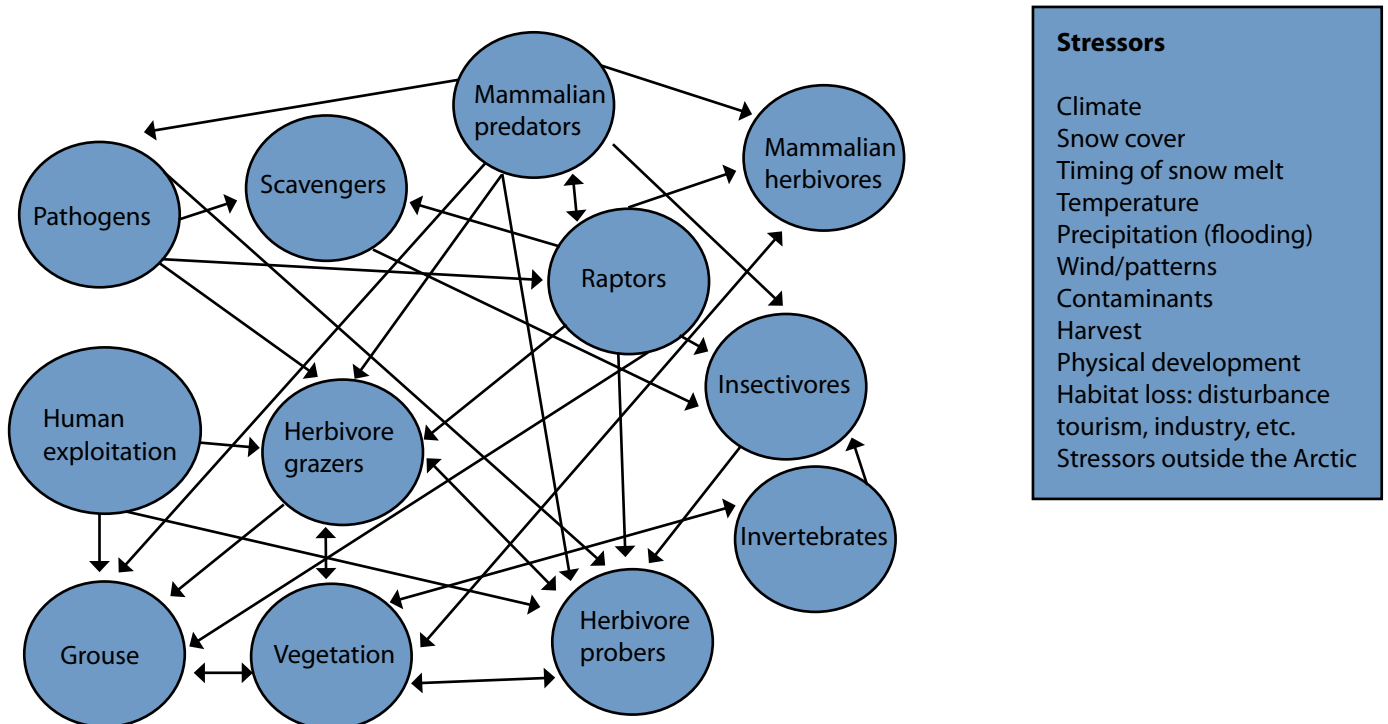 Mammalian
predators
Mammalian
herbivores
Scavengers
Pathogens
Raptors
Insectivores
Human
exploitation
Herbivore
grazers
Invertebrates
Grouse
Vegetation
Herbivore
probers
Stressors
Climate
Snow cover
Timing of snow melt
Temperature
Precipitation (flooding)
Wind/patterns
Contaminants
Harvest
Physical development
Habitat loss: disturbance
tourism, industry, etc.
Stressors outside the Arctic